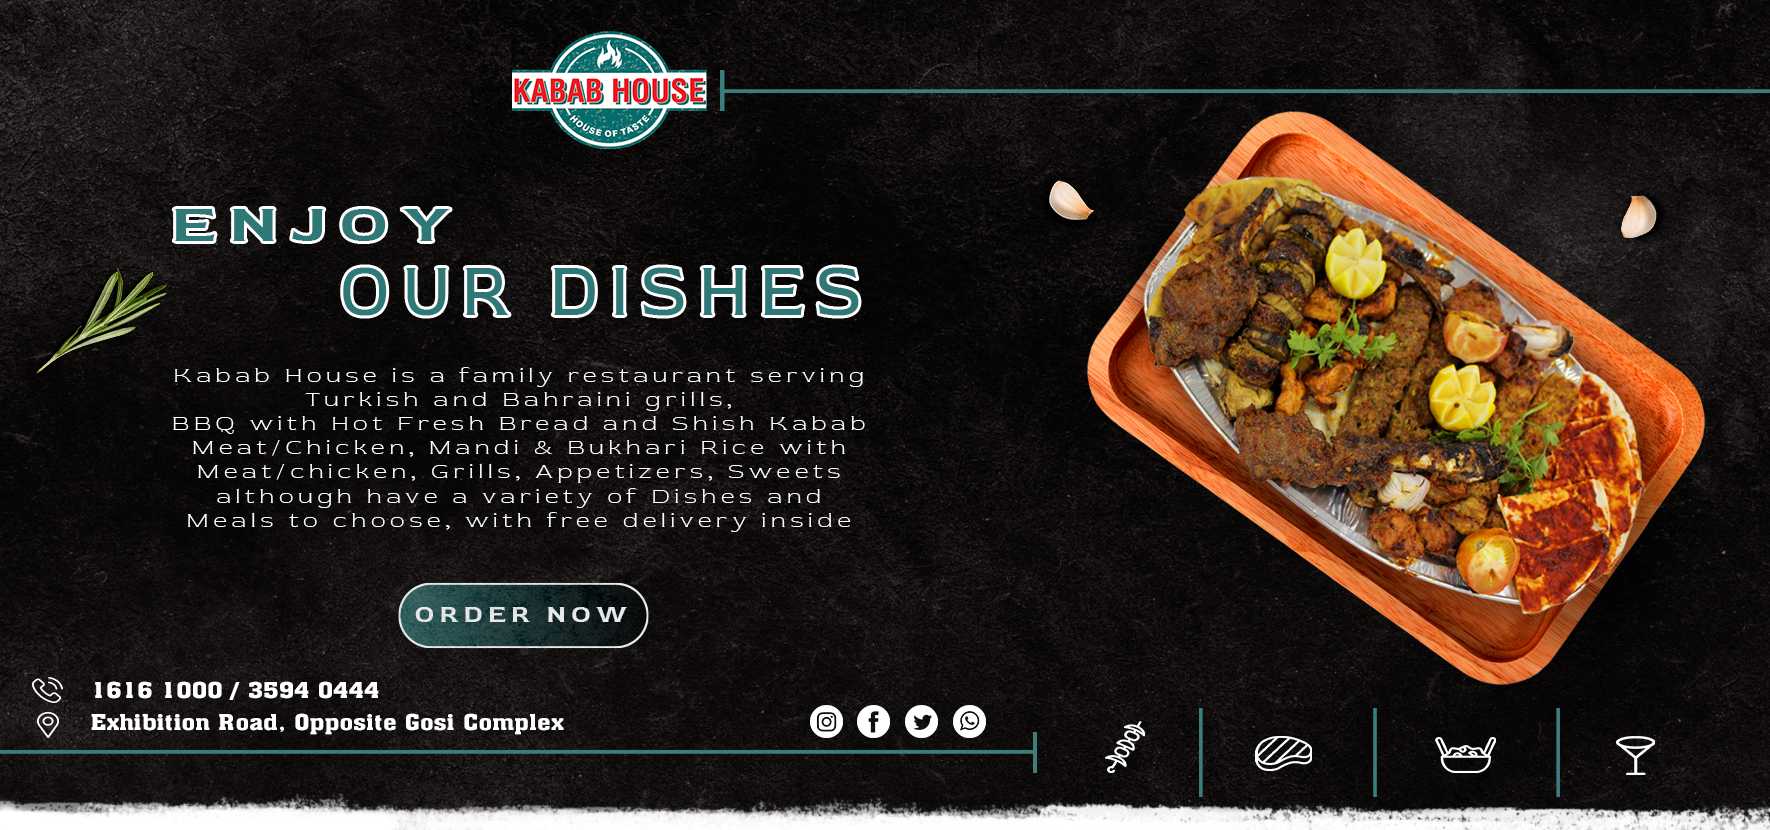 KABAB HOUSE
HOUSE OF TASTE
ENJOY
OUR DISHES
Kabab House is a family restaurant serving
Turkish and Bahraini grills,
BBQ with Hot Fresh Bread and Shish Kabab
Meat/Chicken, Mandi & Bukhari Rice with
Meat/chicken, Grills, Appetizers, Sweets
although have a variety of Dishes and
Meals to choose, with free delivery inside
ORDER NOW
1616 1000 / 3594 0444
Exhibition Road, Opposite Gosi Complex